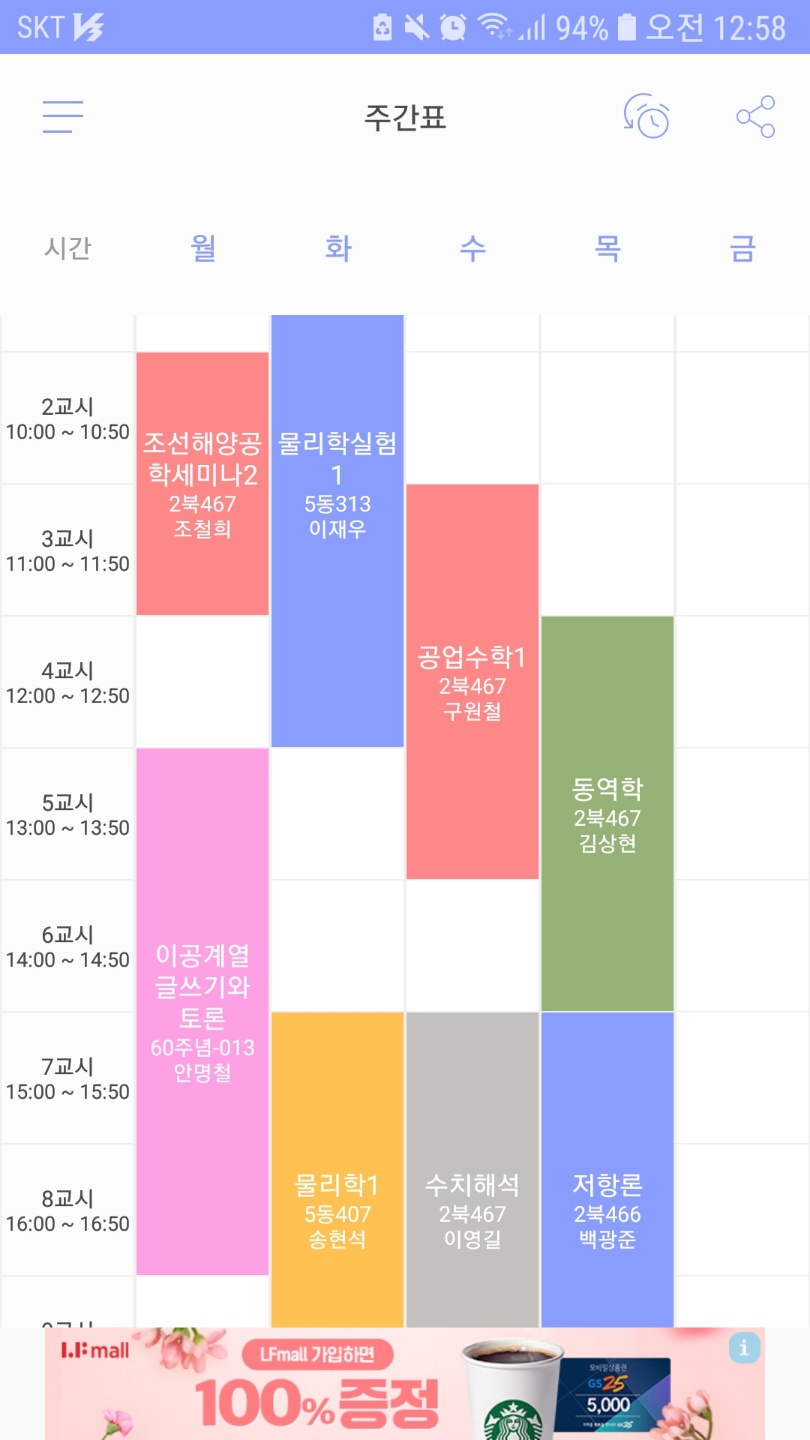 SKT 94% 오전 12:58
주간표
시간 월 화 수 목 금
2교시
10:00 ~ 10:50
3교시
11:00 ~ 11:50
4교시
12:00 ~ 12:50
5교시
13:00 ~ 13:50
6교시
14:00 ~ 14:50
7교시
15:00 ~ 15:50
8교시
16:00 ~ 16:50
조선해양공
학세미나2
2북467
조철희
이공계열
글쓰기와
토론
60주념-013
안명철
물리학실험
1
5동313
이재우
물리학1
5동407
송현석
공업수학1
2북467
구원철
수치해석
2북467
이영길
동역학
2북467
김상현
저항론
2북466
백광준
LF mall
LFmall 가입하면
100% 증정
모바일상품권
GS25
5,000
i